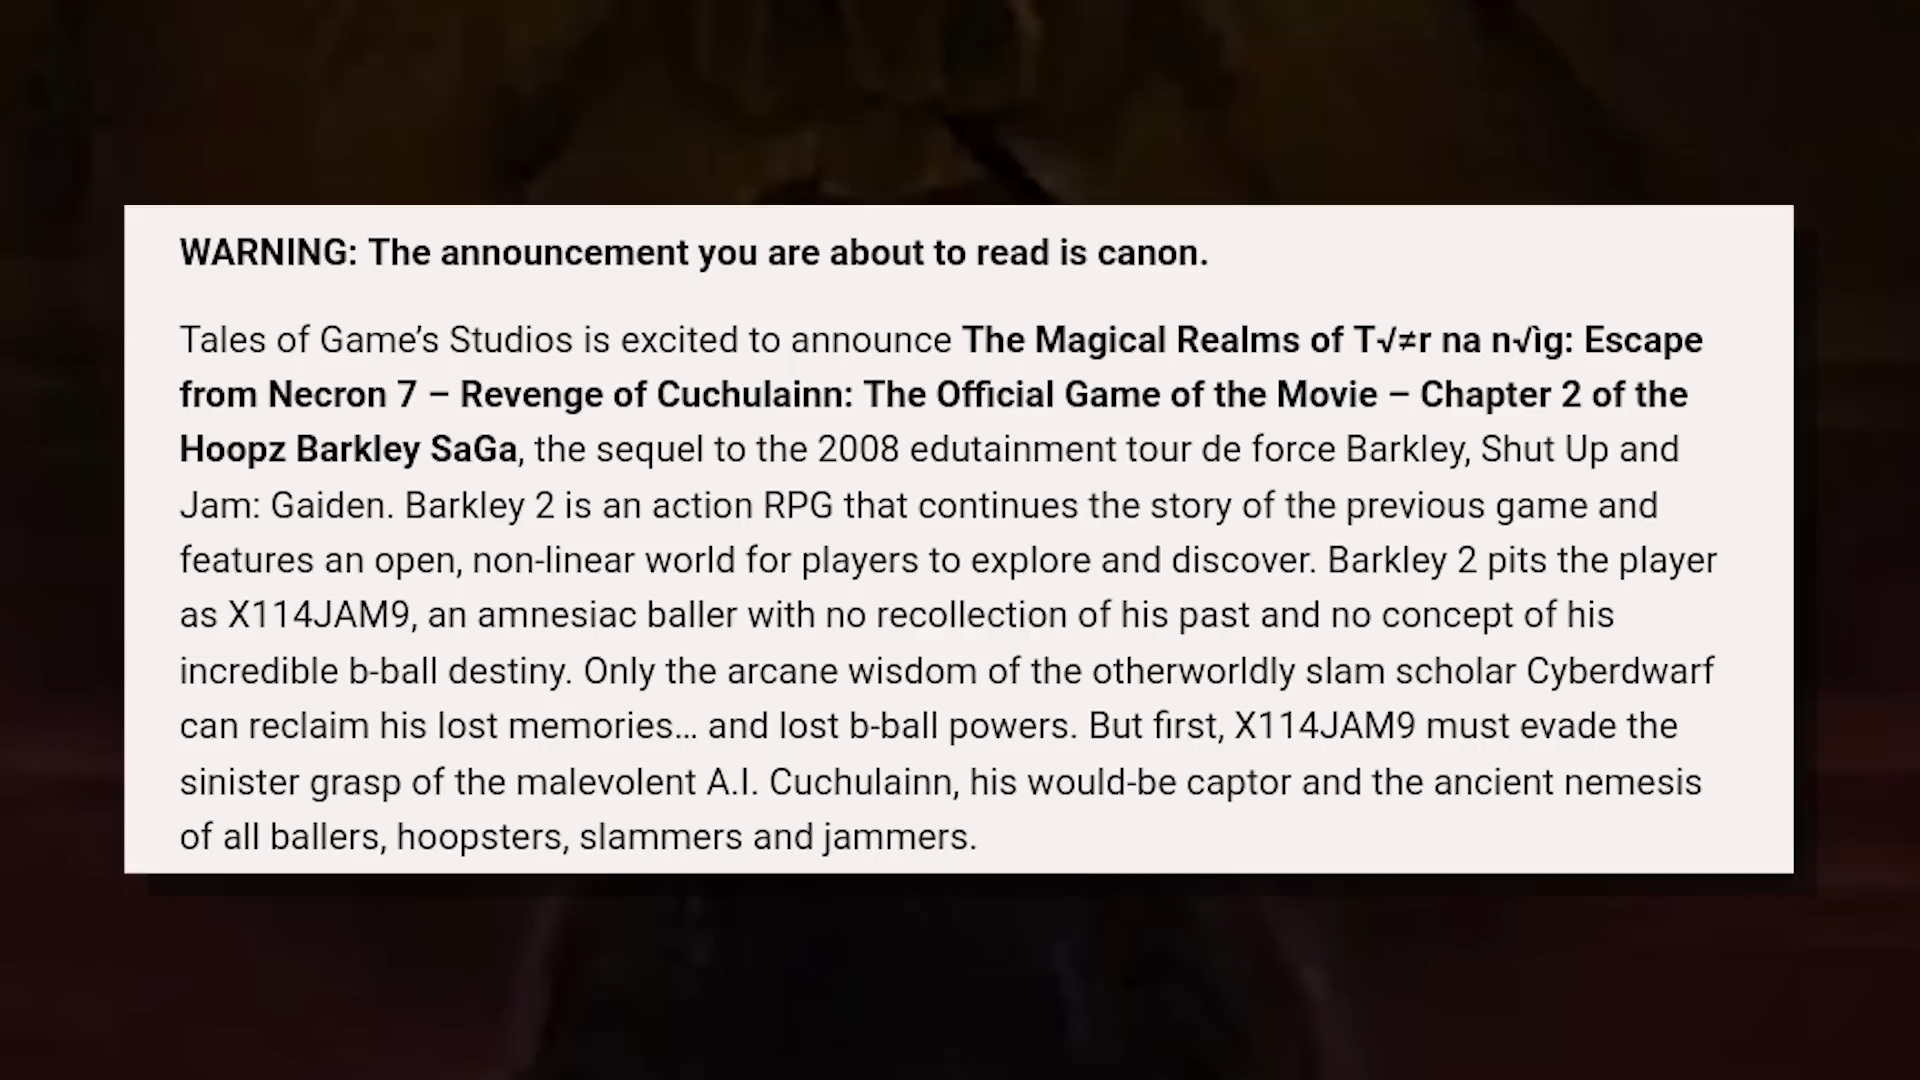 WARNING: The announcement you are about to read is canon.
Tales of Game’s Studios is excited to announce The Magical Realms of T√≠r na n√ìg: Escape
from Necron 7 – Revenge of Cuchulainn: The Official Game of the Movie – Chapter 2 of the
Hoopz Barkley SaGa, the sequel to the 2008 edutainment tour de force Barkley, Shut Up and
Jam: Gaiden. Barkley 2 is an action RPG that continues the story of the previous game and
features an open, non-linear world for players to explore and discover. Barkley 2 pits the player
as X114JAM9, an amnesiac baller with no recollection of his past and no concept of his
incredible b-ball destiny. Only the arcane wisdom of the otherworldly slam scholar Cyberdwarf
can reclaim his lost memories… and lost b-ball powers. But first, X114JAM9 must evade the
sinister grasp of the malevolent A.I. Cuchulainn, his would-be captor and the ancient nemesis
of all ballers, hoopsters, slammers and jammers.